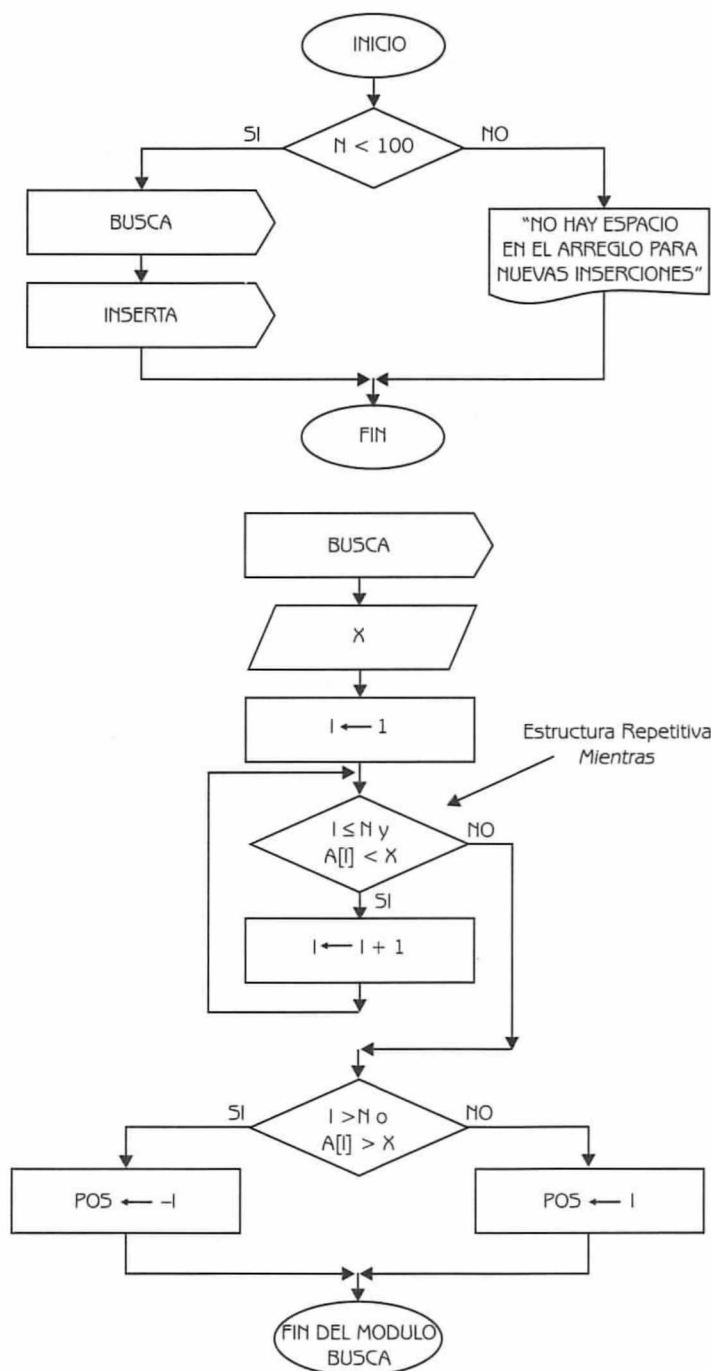 INICIO
SI
N < 100
NO
BUSCA
"NO HAY ESPACIO
EN EL ARREGLO PARA
NUEVAS INSERCIONES"
INSERTA
FIN
BUSCA
X
I ← 1
Estructura Repetitiva
Mientras
I ≤ N y
A[I] < X
NO
SI
I ← I + 1
SI
I >N o
A[I] > X
NO
POS ← –I
POS ← I
FIN DEL MODULO
BUSCA